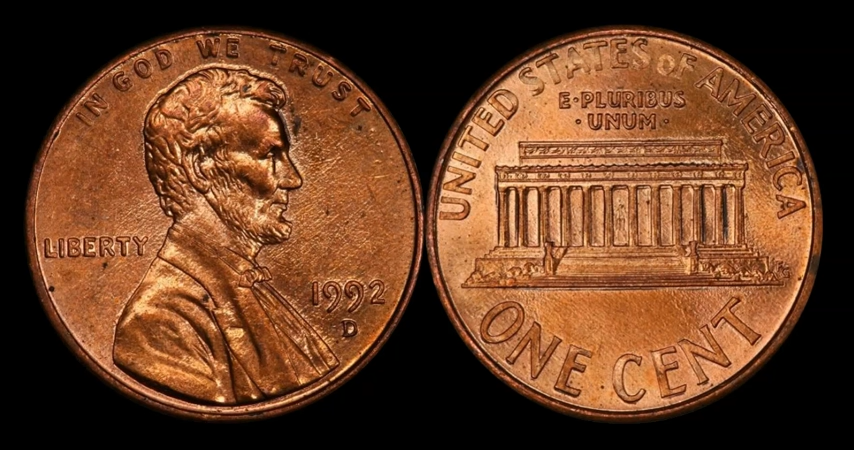 IN GOD WE TRUST
LIBERTY
1992
D
UNITED STATES of AMERICA
E·PLURIBUS
·UNUM·
ONE CENT